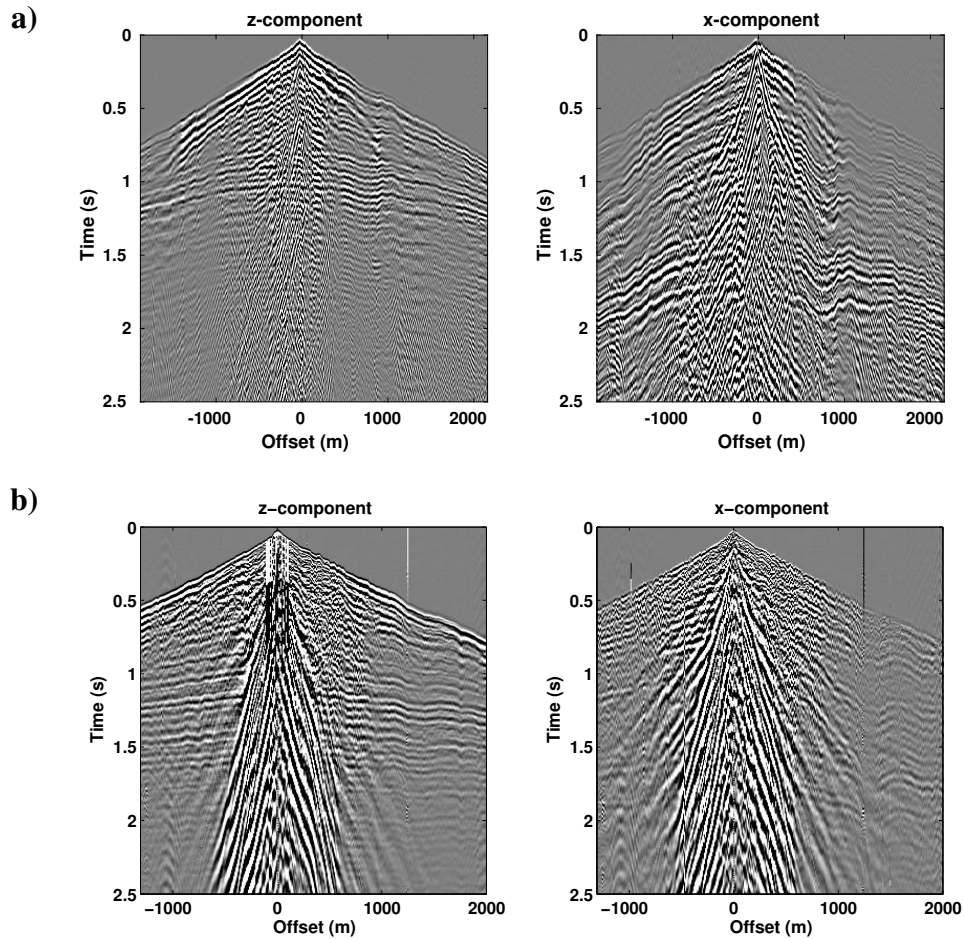 a)
z-component
x-component
0
0.5
1
1.5
2
2.5
Time (s)
-1000 0 1000 2000
Offset (m)
0
0.5
1
1.5
2
2.5
Time (s)
-1000 0 1000 2000
Offset (m)
b)
z−component
x−component
0
0.5
1
1.5
2
2.5
Time (s)
−1000 0 1000 2000
Offset (m)
0
0.5
1
1.5
2
2.5
Time (s)
−1000 0 1000 2000
Offset (m)